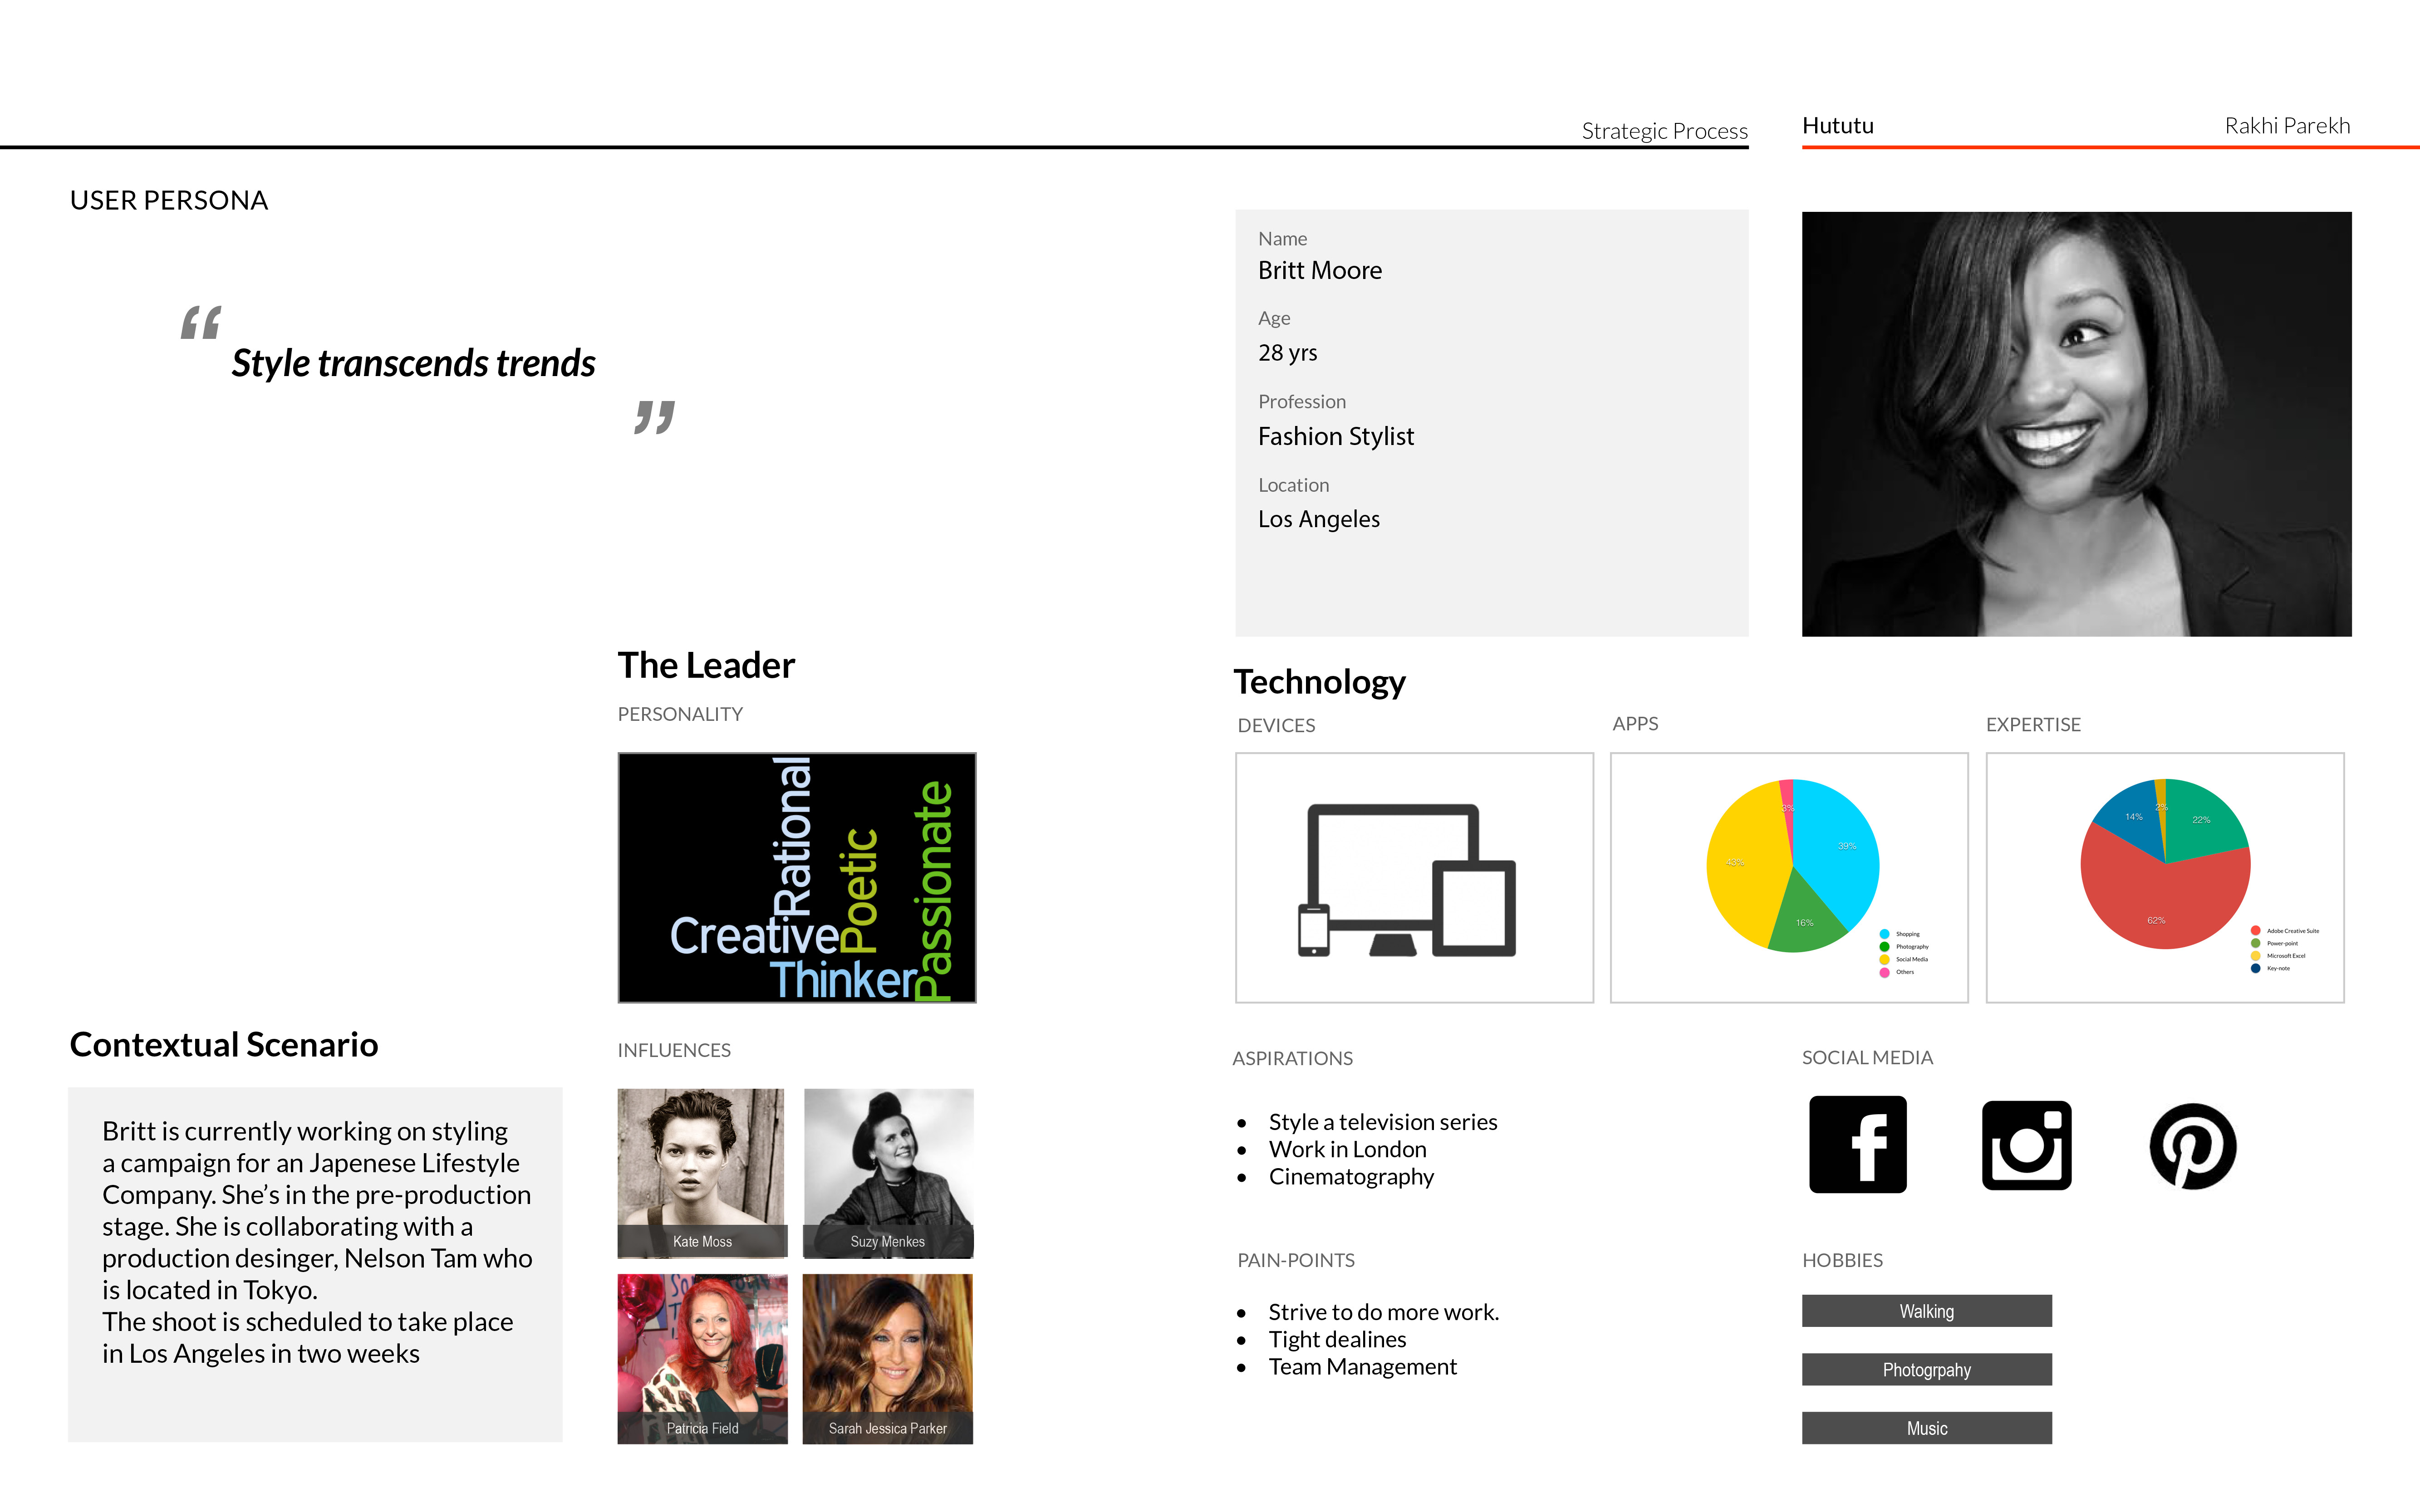 Strategic Process
Hututu
Rakhi Parekh
USER PERSONA
“
Style transcends trends
”
Name
Britt Moore
Age
28 yrs
Profession
Fashion Stylist
Location
Los Angeles
The Leader
PERSONALITY
Rational
Creative
Poetic
Thinker
Passionate
Technology
DEVICES
APPS
3%
39%
43%
16%
Shopping
Photography
Social Media
Others
EXPERTISE
2%
14%
22%
62%
Adobe Creative Suite
Power-point
Microsoft Excel
Key-note
Contextual Scenario
Britt is currently working on styling
a campaign for an Japenese Lifestyle
Company. She’s in the pre-production
stage. She is collaborating with a
production desinger, Nelson Tam who
is located in Tokyo.
The shoot is scheduled to take place
in Los Angeles in two weeks
INFLUENCES
Kate Moss
Suzy Menkes
Patricia Field
Sarah Jessica Parker
ASPIRATIONS
• Style a television series
• Work in London
• Cinematography
PAIN-POINTS
• Strive to do more work.
• Tight dealines
• Team Management
SOCIAL MEDIA
HOBBIES
Walking
Photogrpahy
Music